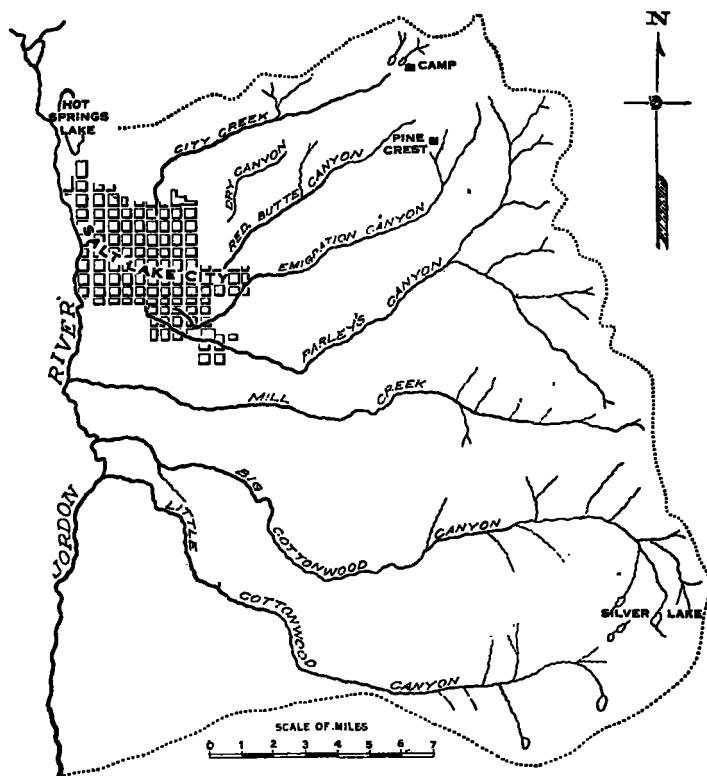 N
CAMP
HOT
SPRINGS
LAKE
CITY CREEK
PINE
CREST
DRY CANYON
RED BUTTE CANYON
SALT LAKE CITY
EMIGRATION CANYON
PARLEY'S CANYON
RIVER
MILL CREEK
BIG COTTONWOOD CANYON
JORDON
LITTLE COTTONWOOD CANYON
SILVER LAKE
SCALE OF MILES
0 1 2 3 4 5 6 7